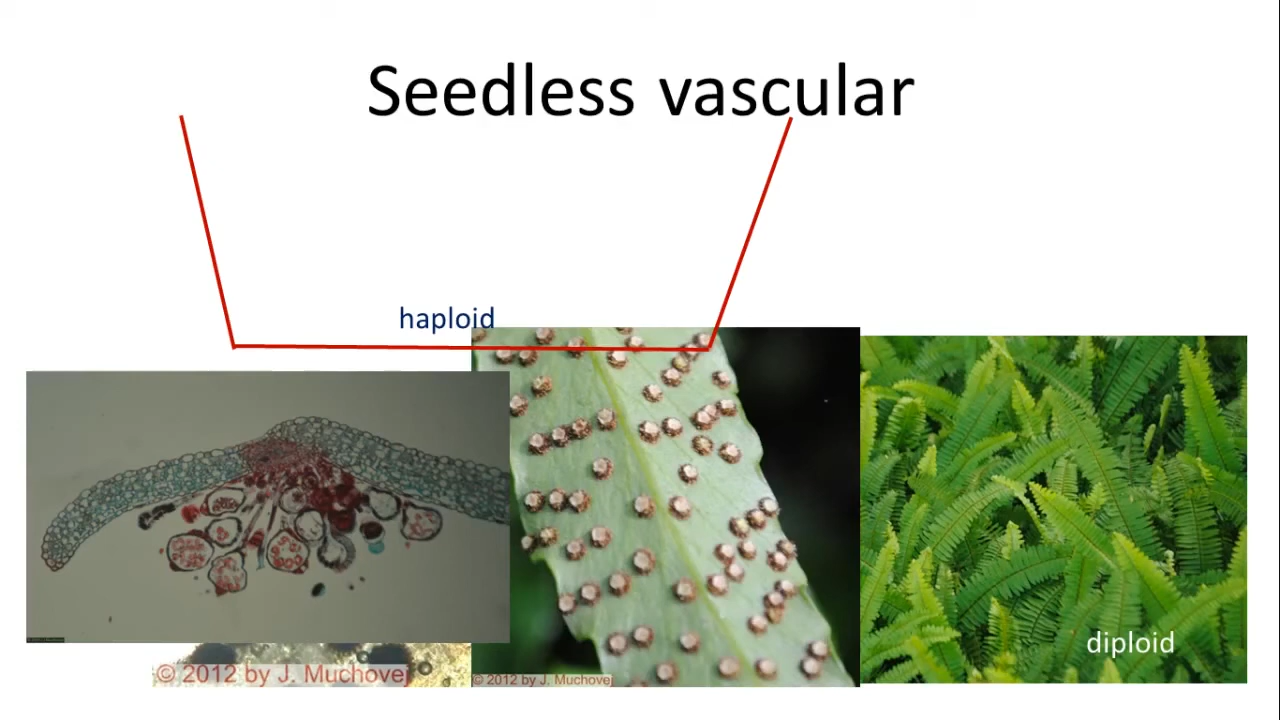 Seedless vascular
haploid
diploid
© 2012 by J. Muchovej
© 2012 by J. Muchovej